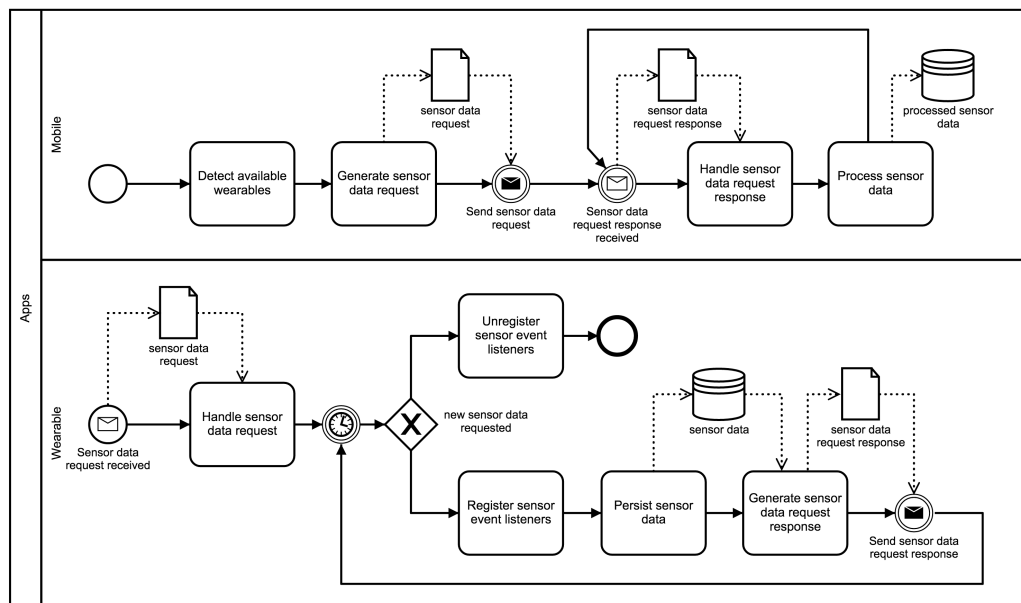 Apps
Mobile
sensor data
request
sensor data
request response
processed sensor
data
Detect available
wearables
Generate sensor
data request
Send sensor data
request
Sensor data
request response
received
Handle sensor
data request
response
Process sensor
data
Wearable
sensor data
request
Sensor data
request received
Handle sensor
data request
new sensor data
requested
Unregister
sensor event
listeners
Register sensor
event listeners
Persist sensor
data
sensor data
Generate sensor
data request
response
sensor data
request response
Send sensor data
request response